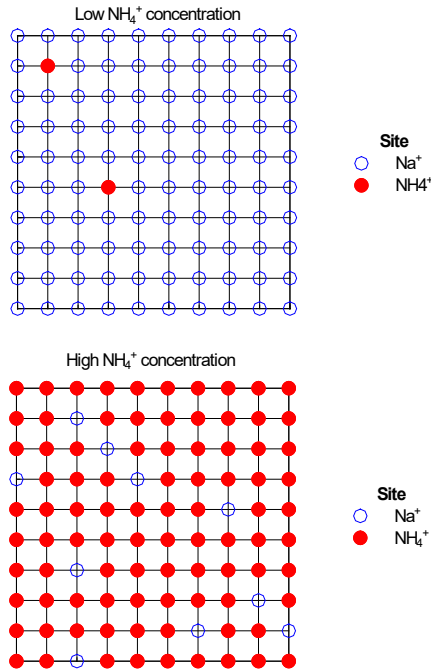 Low NH₄⁺ concentration
Site
Na⁺
NH4⁺
High NH₄⁺ concentration
Site
Na⁺
NH₄⁺